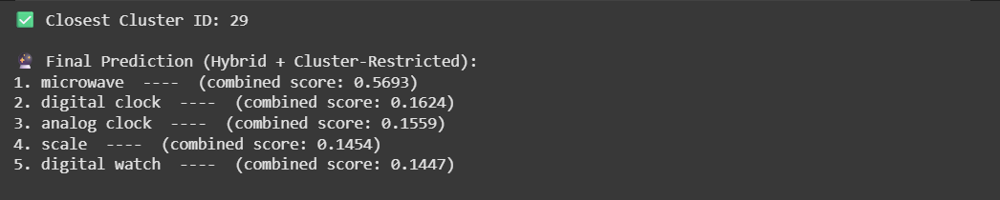 ✅ Closest Cluster ID: 29
🔮 Final Prediction (Hybrid + Cluster-Restricted):
1. microwave  ----  (combined score: 0.5693)
2. digital clock  ----  (combined score: 0.1624)
3. analog clock  ----  (combined score: 0.1559)
4. scale  ----  (combined score: 0.1454)
5. digital watch  ----  (combined score: 0.1447)